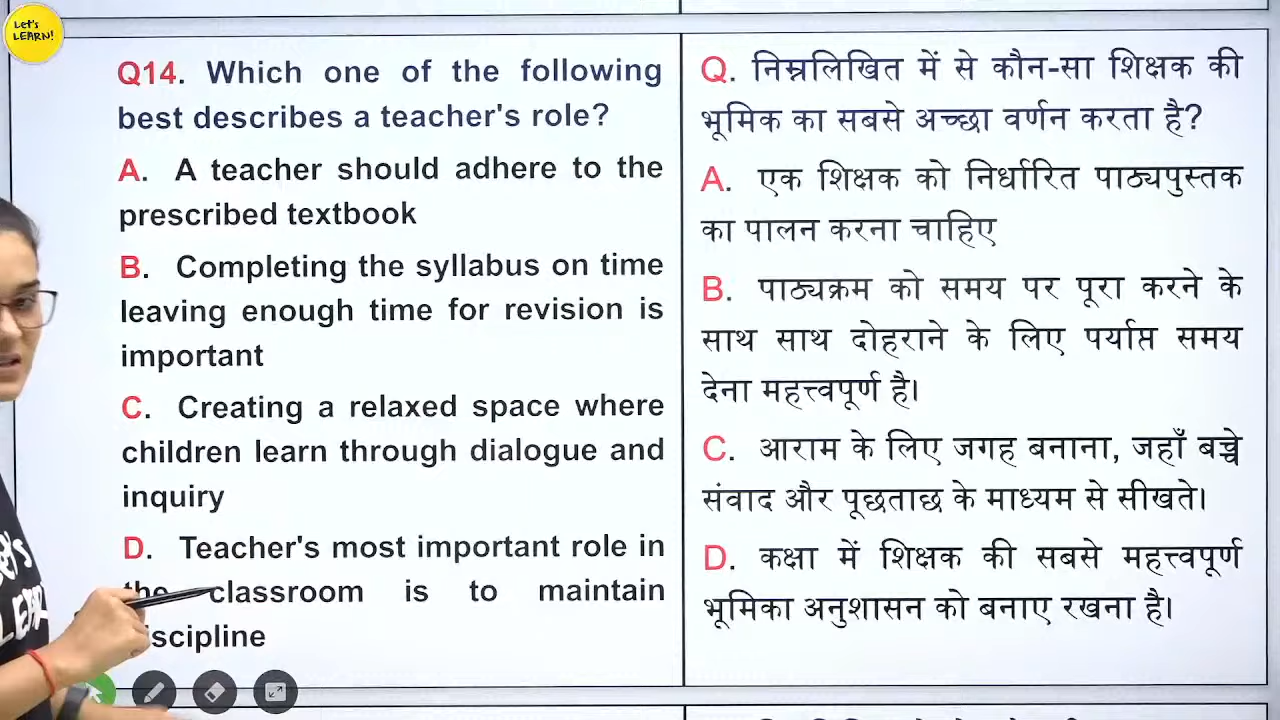 Let's
LEARN!
Q14. Which one of the following
best describes a teacher's role?
A. A teacher should adhere to the
prescribed textbook
B. Completing the syllabus on time
leaving enough time for revision is
important
C. Creating a relaxed space where
children learn through dialogue and
inquiry
D. Teacher's most important role in
the classroom is to maintain
iscipline
Q. निम्नलिखित में से कौन-सा शिक्षक की
भूमिक का सबसे अच्छा वर्णन करता है?
A. एक शिक्षक को निर्धारित पाठ्यपुस्तक
का पालन करना चाहिए
B. पाठ्यक्रम को समय पर पूरा करने के
साथ साथ दोहराने के लिए पर्याप्त समय
देना महत्त्वपूर्ण है।
C. आराम के लिए जगह बनाना, जहाँ बच्चे
संवाद और पूछताछ के माध्यम से सीखते।
D. कक्षा में शिक्षक की सबसे महत्त्वपूर्ण
भूमिका अनुशासन को बनाए रखना है।